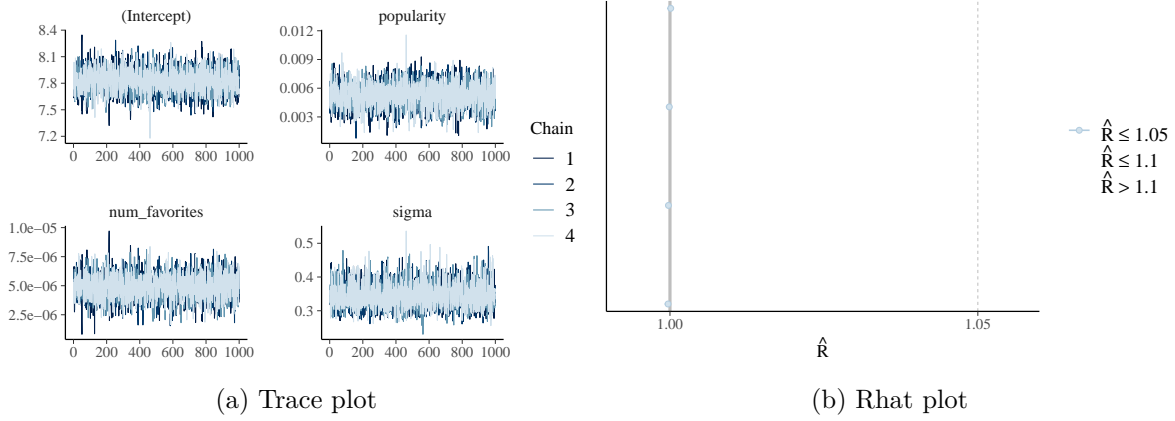 (Intercept)
8.4
8.1
7.8
7.5
7.2
0 200 400 600 800 1000
popularity
0.012
0.009
0.006
0.003
0 200 400 600 800 1000
num_favorites
1.0e−05
7.5e−06
5.0e−06
2.5e−06
0 200 400 600 800 1000
sigma
0.5
0.4
0.3
0 200 400 600 800 1000
Chain
1
2
3
4
(a) Trace plot
1.00 1.05
R̂
R̂ ≤ 1.05
R̂ ≤ 1.1
R̂ > 1.1
(b) Rhat plot